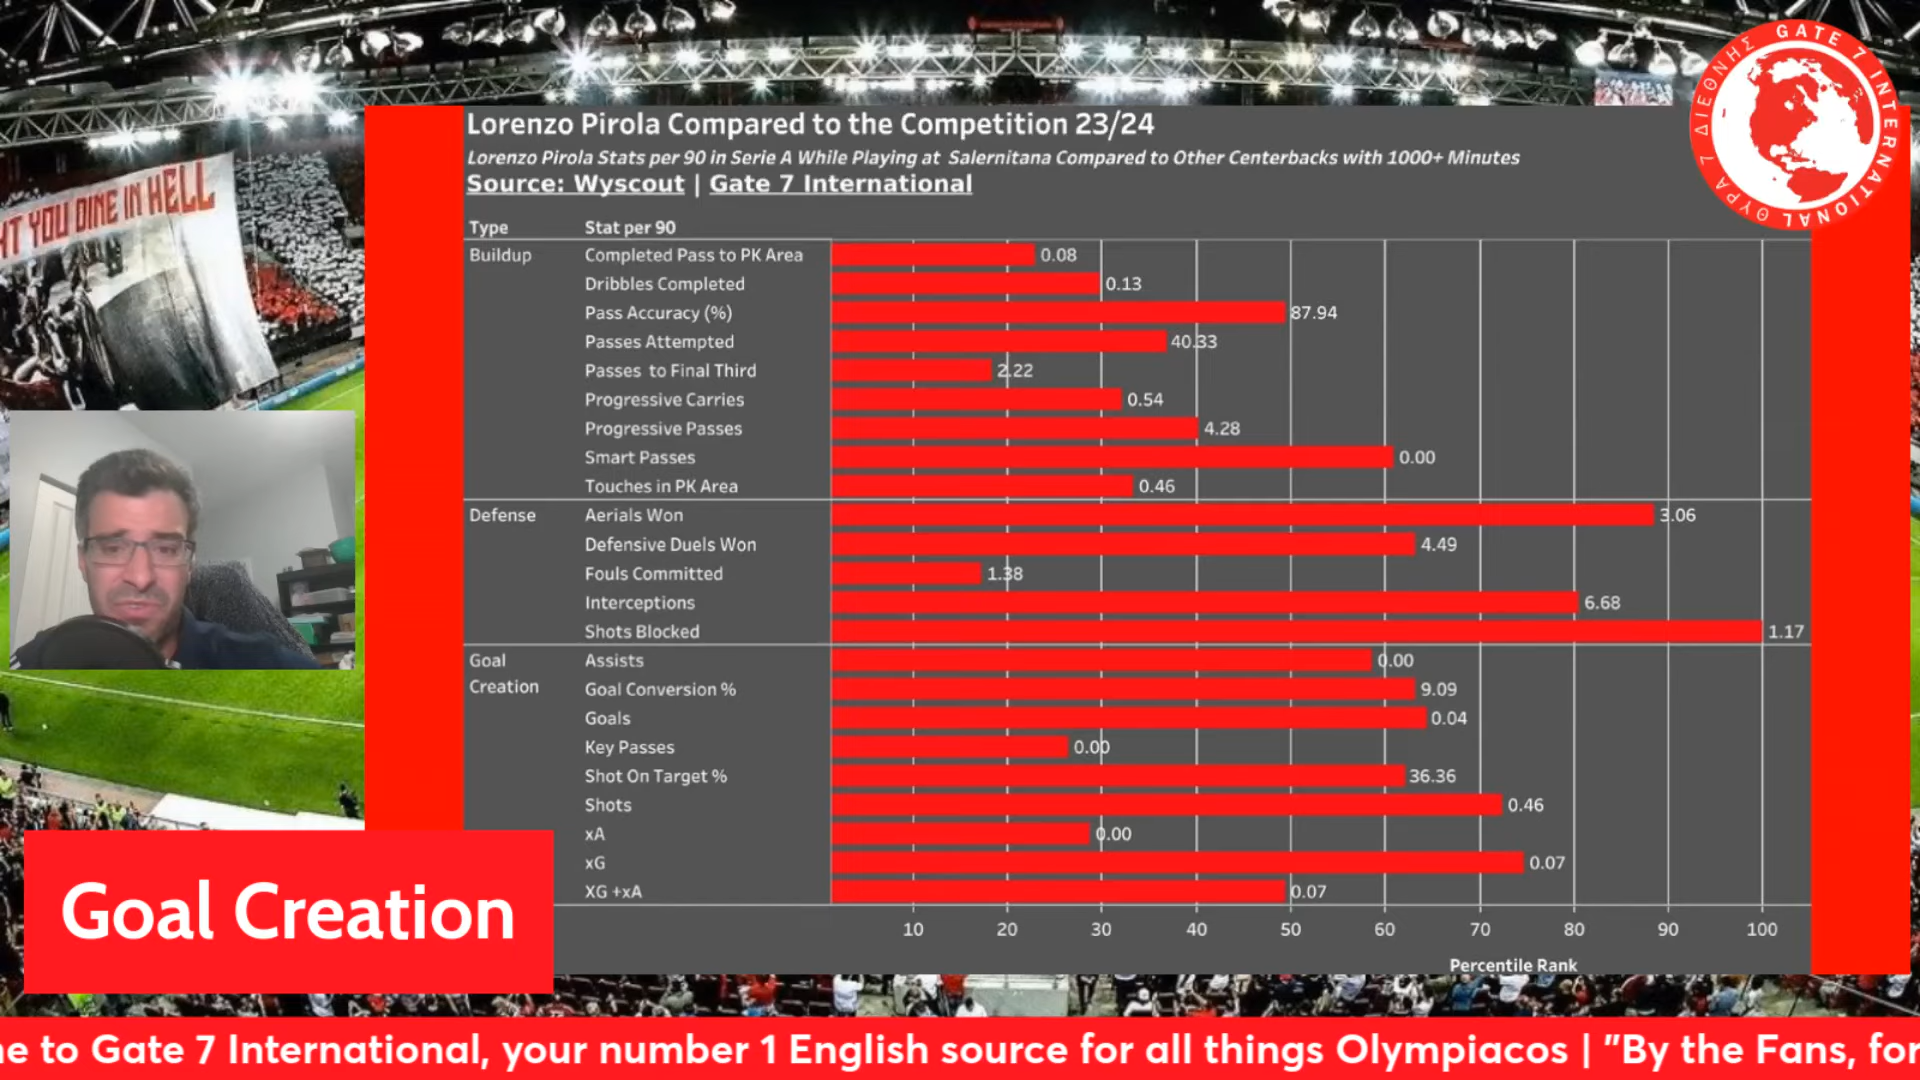 HT YOU DINE IN HELL
GATE 7 INTERNATIONAL
ΘΥΡΑ 7 ΔΙΕΘΝΗΣ
Lorenzo Pirola Compared to the Competition 23/24
Lorenzo Pirola Stats per 90 in Serie A While Playing at Salernitana Compared to Other Centerbacks with 1000+ Minutes
Source: Wyscout | Gate 7 International
Type Stat per 90
Buildup Completed Pass to PK Area 0.08
Dribbles Completed 0.13
Pass Accuracy (%) 87.94
Passes Attempted 40.33
Passes to Final Third 2.22
Progressive Carries 0.54
Progressive Passes 4.28
Smart Passes 0.00
Touches in PK Area 0.46
Defense Aerials Won 3.06
Defensive Duels Won 4.49
Fouls Committed 1.38
Interceptions 6.68
Shots Blocked 1.17
Goal Creation Assists 0.00
Goal Conversion % 9.09
Goals 0.04
Key Passes 0.00
Shot On Target % 36.36
Shots 0.46
xA 0.00
xG 0.07
XG +xA 0.07
10 20 30 40 50 60 70 80 90 100
Percentile Rank
Goal Creation
e to Gate 7 International, your number 1 English source for all things Olympiacos | "By the Fans, for